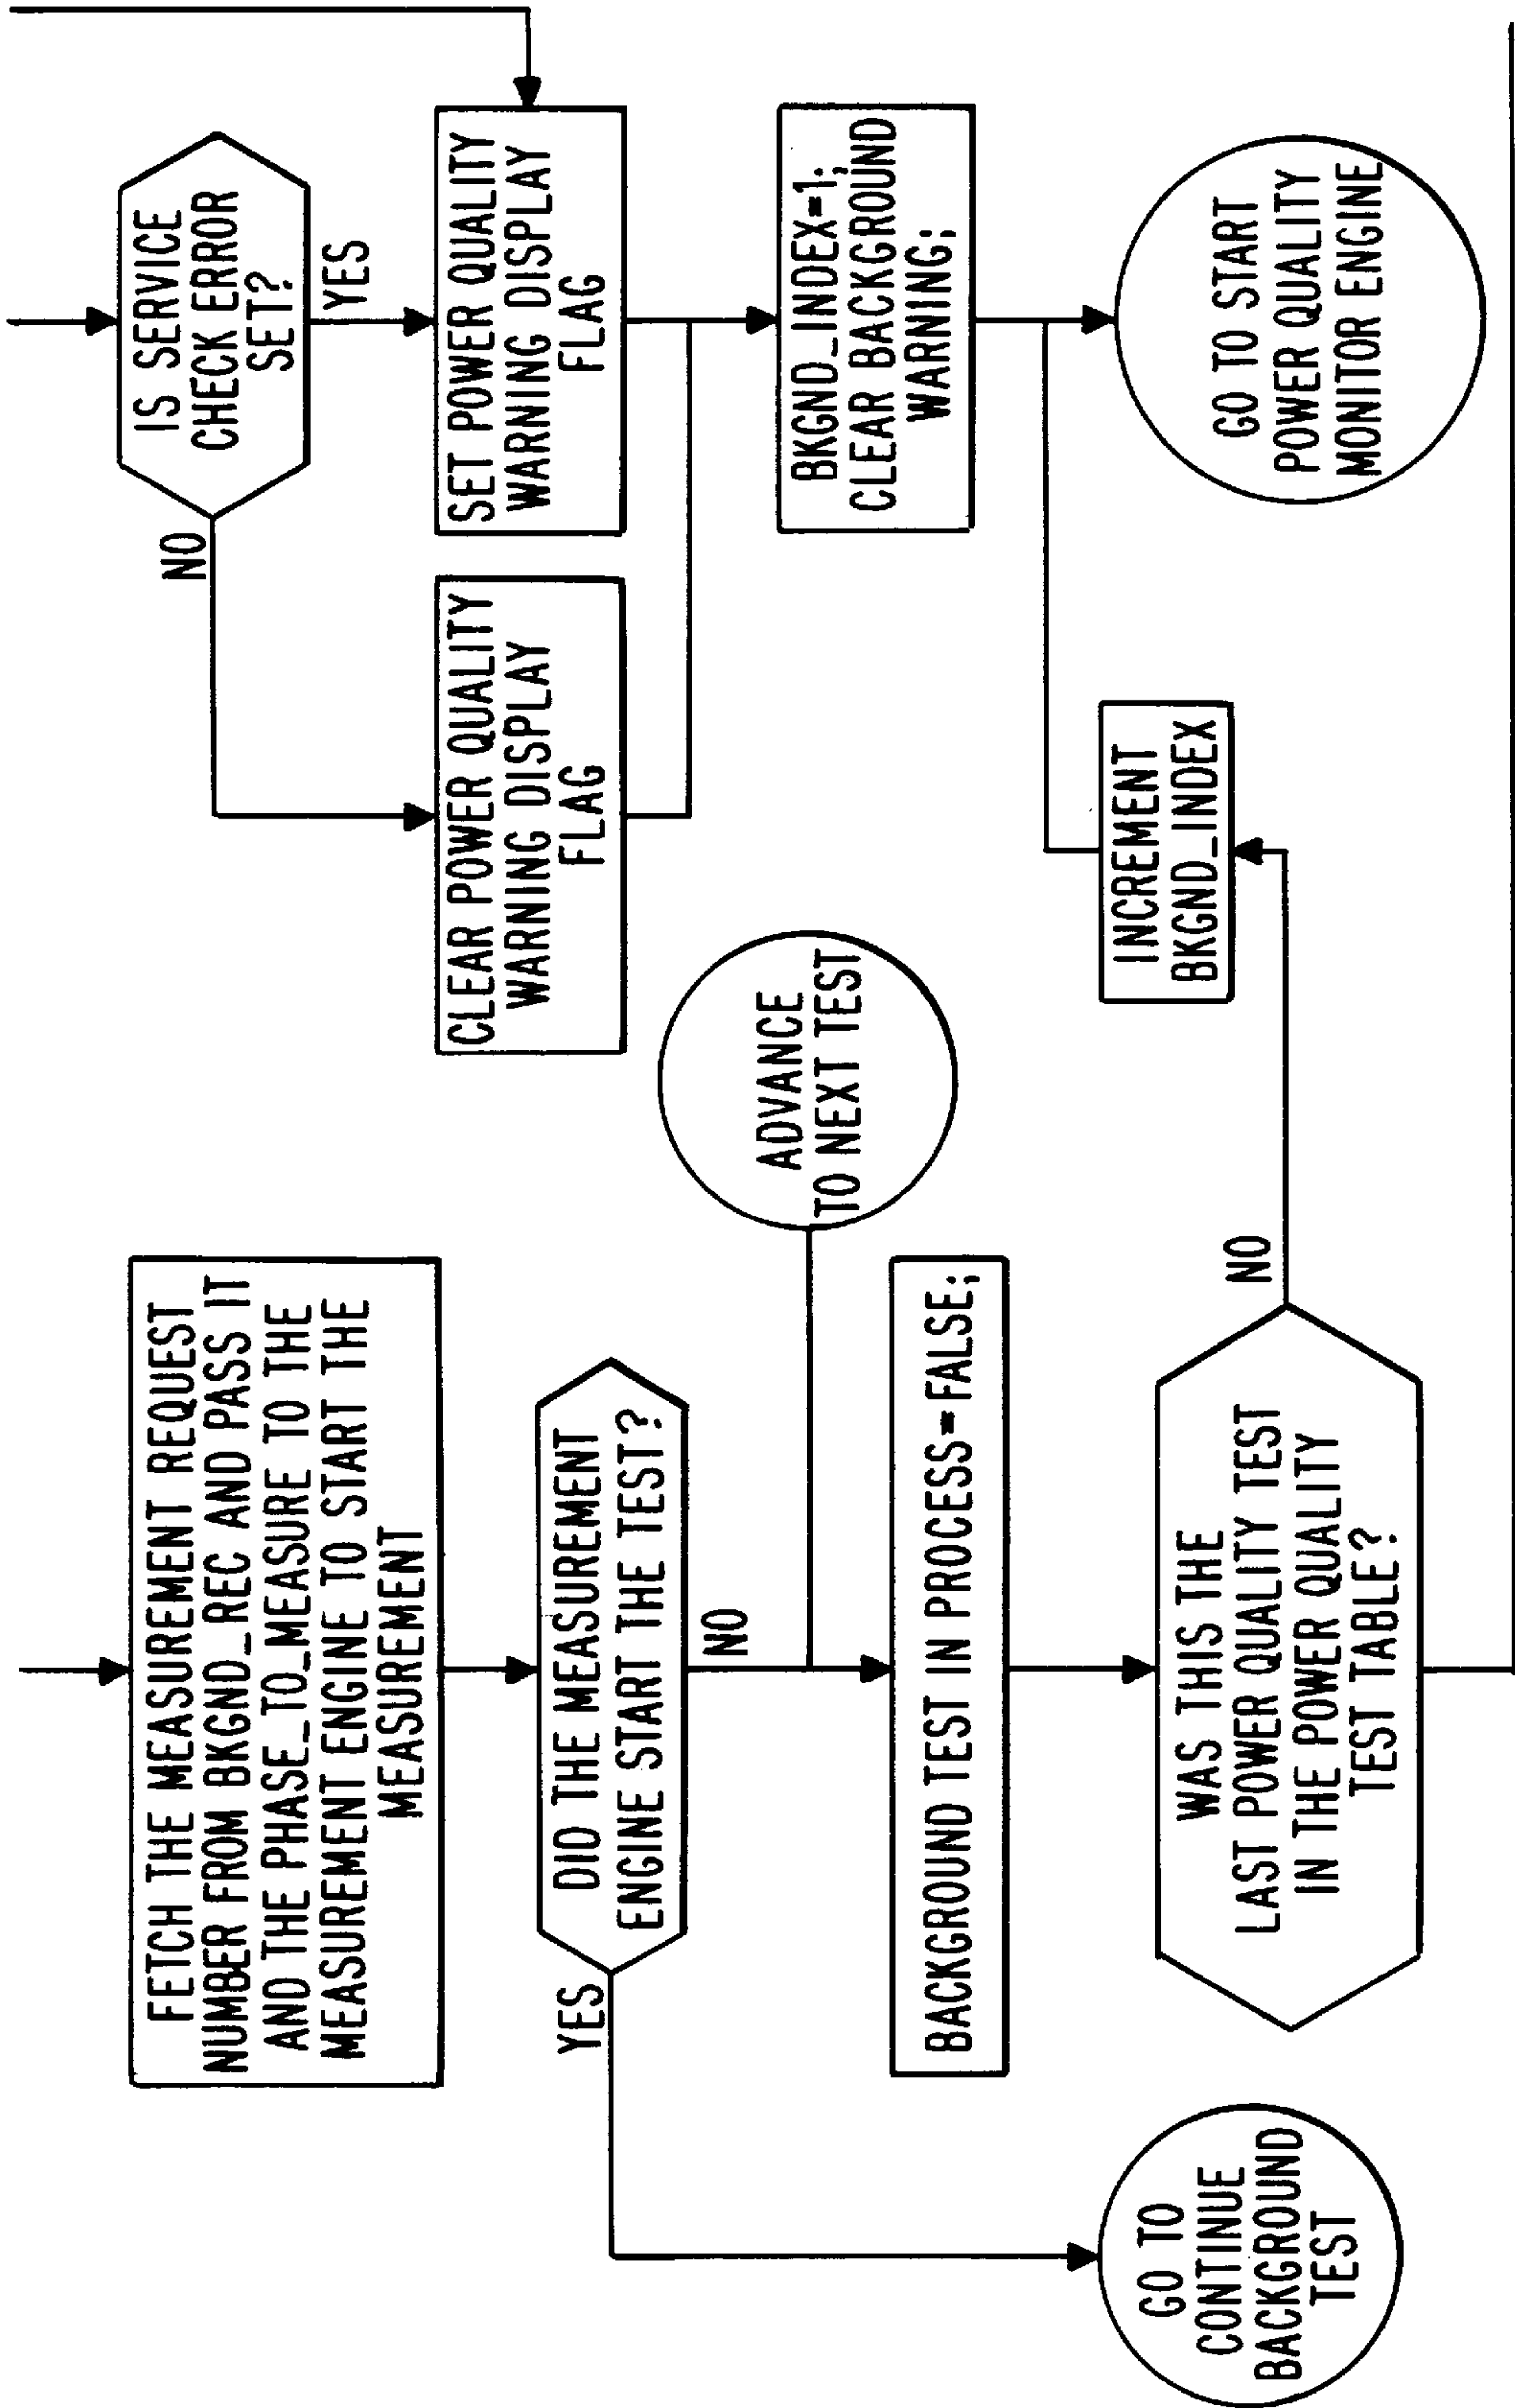 FETCH THE MEASUREMENT REQUEST
NUMBER FROM BKGND_REC AND PASS IT
AND THE PHASE_TO_MEASURE TO THE
MEASUREMENT ENGINE TO START THE
MEASUREMENT
DID THE MEASUREMENT
ENGINE START THE TEST?
YES
NO
GO TO
CONTINUE
BACKGROUND
TEST
ADVANCE
TO NEXT TEST
BACKGROUND TEST IN PROCESS=FALSE;
WAS THIS THE
LAST POWER QUALITY TEST
IN THE POWER QUALITY
TEST TABLE?
NO
INCREMENT
BKGND_INDEX
IS SERVICE
CHECK ERROR
SET?
NO
YES
CLEAR POWER QUALITY
WARNING DISPLAY
FLAG
SET POWER QUALITY
WARNING DISPLAY
FLAG
BKGND_INDEX=1;
CLEAR BACKGROUND
WARNING;
GO TO START
POWER QUALITY
MONITOR ENGINE